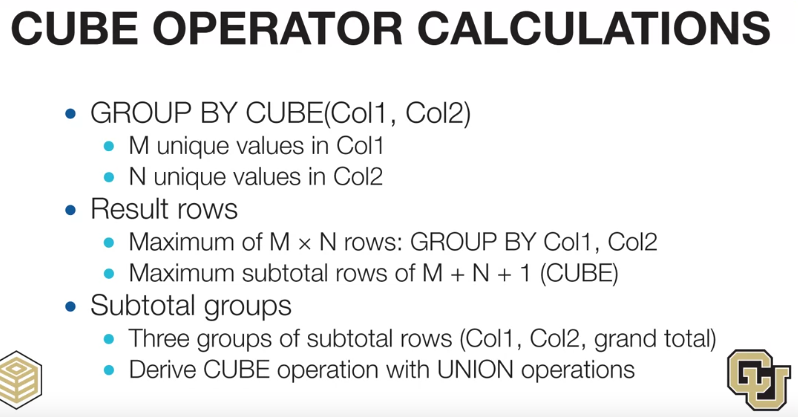 CUBE OPERATOR CALCULATIONS
• GROUP BY CUBE(Col1, Col2)
• M unique values in Col1
• N unique values in Col2
• Result rows
• Maximum of M × N rows: GROUP BY Col1, Col2
• Maximum subtotal rows of M + N + 1 (CUBE)
• Subtotal groups
• Three groups of subtotal rows (Col1, Col2, grand total)
• Derive CUBE operation with UNION operations
CU